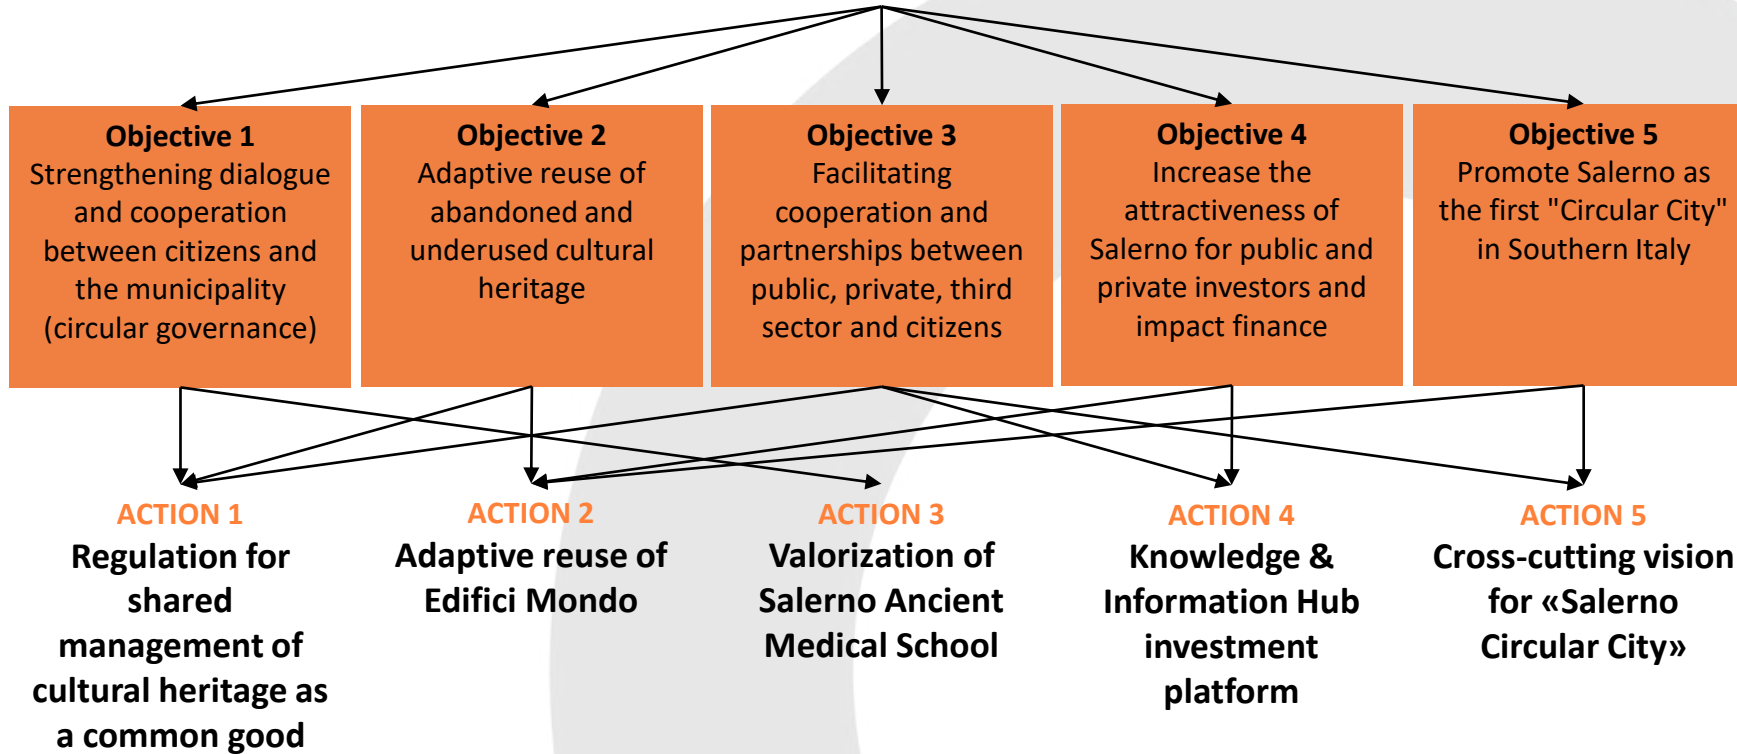 Objective 1
Strengthening dialogue
and cooperation
between citizens and
the municipality
(circular governance)
Objective 2
Adaptive reuse of
abandoned and
underused cultural
heritage
Objective 3
Facilitating
cooperation and
partnerships between
public, private, third
sector and citizens
Objective 4
Increase the
attractiveness of
Salerno for public and
private investors and
impact finance
Objective 5
Promote Salerno as
the first "Circular City"
in Southern Italy
ACTION 1
Regulation for
shared
management of
cultural heritage as
a common good
ACTION 2
Adaptive reuse of
Edifici Mondo
ACTION 3
Valorization of
Salerno Ancient
Medical School
ACTION 4
Knowledge &
Information Hub
investment
platform
ACTION 5
Cross-cutting vision
for «Salerno
Circular City»